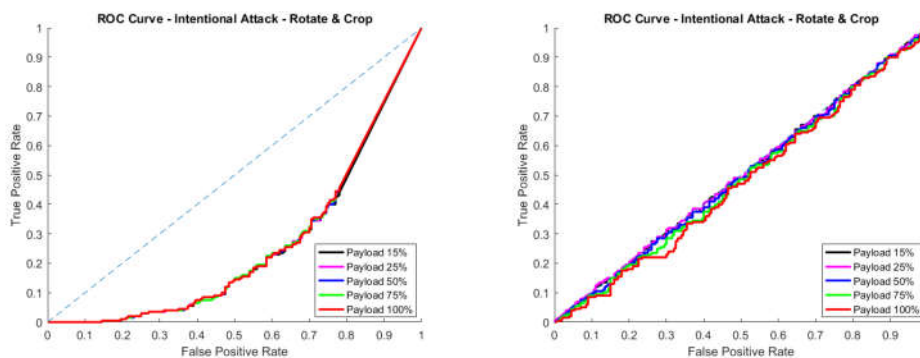 ROC Curve - Intentional Attack - Rotate & Crop
1
0.9
0.8
0.7
0.6
0.5
0.4
0.3
0.2
0.1
0
True Positive Rate
0 0.1 0.2 0.3 0.4 0.5 0.6 0.7 0.8 0.9 1
False Positive Rate
Payload 15%
Payload 25%
Payload 50%
Payload 75%
Payload 100%
ROC Curve - Intentional Attack - Rotate & Crop
1
0.9
0.8
0.7
0.6
0.5
0.4
0.3
0.2
0.1
0
True Positive Rate
0 0.1 0.2 0.3 0.4 0.5 0.6 0.7 0.8 0.9
False Positive Rate
Payload 15%
Payload 25%
Payload 50%
Payload 75%
Payload 100%